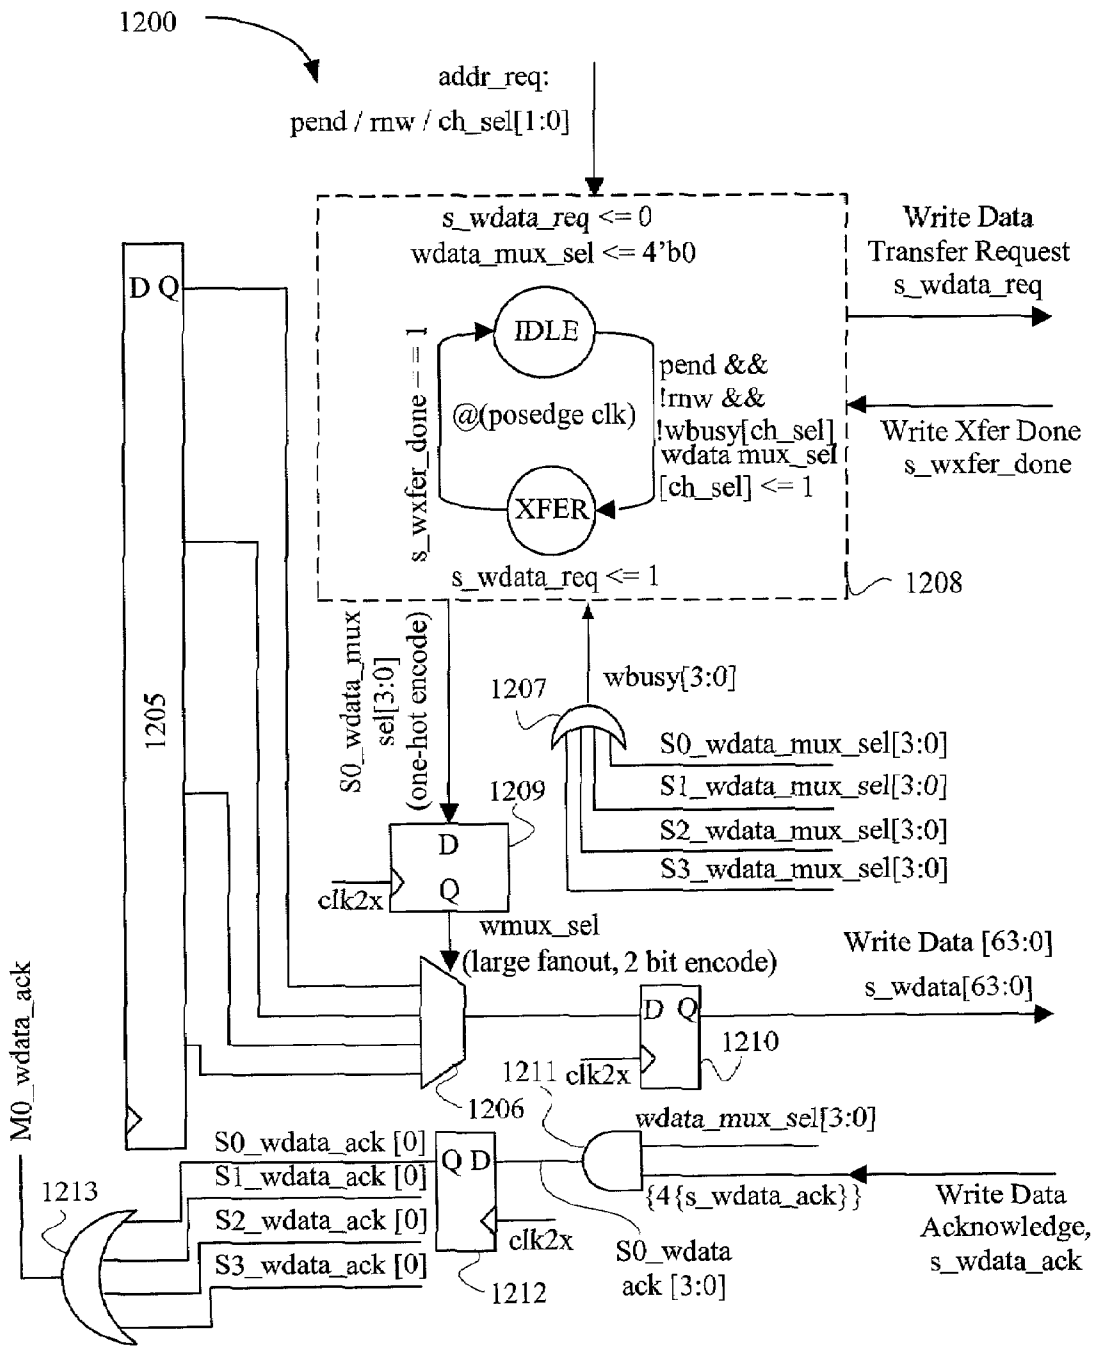 1200
addr_req:
pend / rnw / ch_sel[1:0]
s_wdata_req <= 0
wdata_mux_sel <= 4'b0
Write Data
Transfer Request
s_wdata_req
D Q
IDLE
s_wxfer_done == 1
@(posedge clk)
pend &&
!rnw &&
!wbusy[ch_sel]
wdata mux_sel
[ch_sel] <= 1
Write Xfer Done
s_wxfer_done
XFER
s_wdata_req <= 1
1208
1205
S0_wdata_mux
sel[3:0]
(one-hot encode)
1207
wbusy[3:0]
S0_wdata_mux_sel[3:0]
S1_wdata_mux_sel[3:0]
S2_wdata_mux_sel[3:0]
S3_wdata_mux_sel[3:0]
1209
D
Q
clk2x
wmux_sel
(large fanout, 2 bit encode)
Write Data [63:0]
s_wdata[63:0]
D Q
clk2x
1210
1206
1211
wdata_mux_sel[3:0]
{4{s_wdata_ack}}
Write Data
Acknowledge,
s_wdata_ack
M0_wdata_ack
S0_wdata_ack [0]
S1_wdata_ack [0]
S2_wdata_ack [0]
S3_wdata_ack [0]
Q D
clk2x
1212
S0_wdata
ack [3:0]
1213